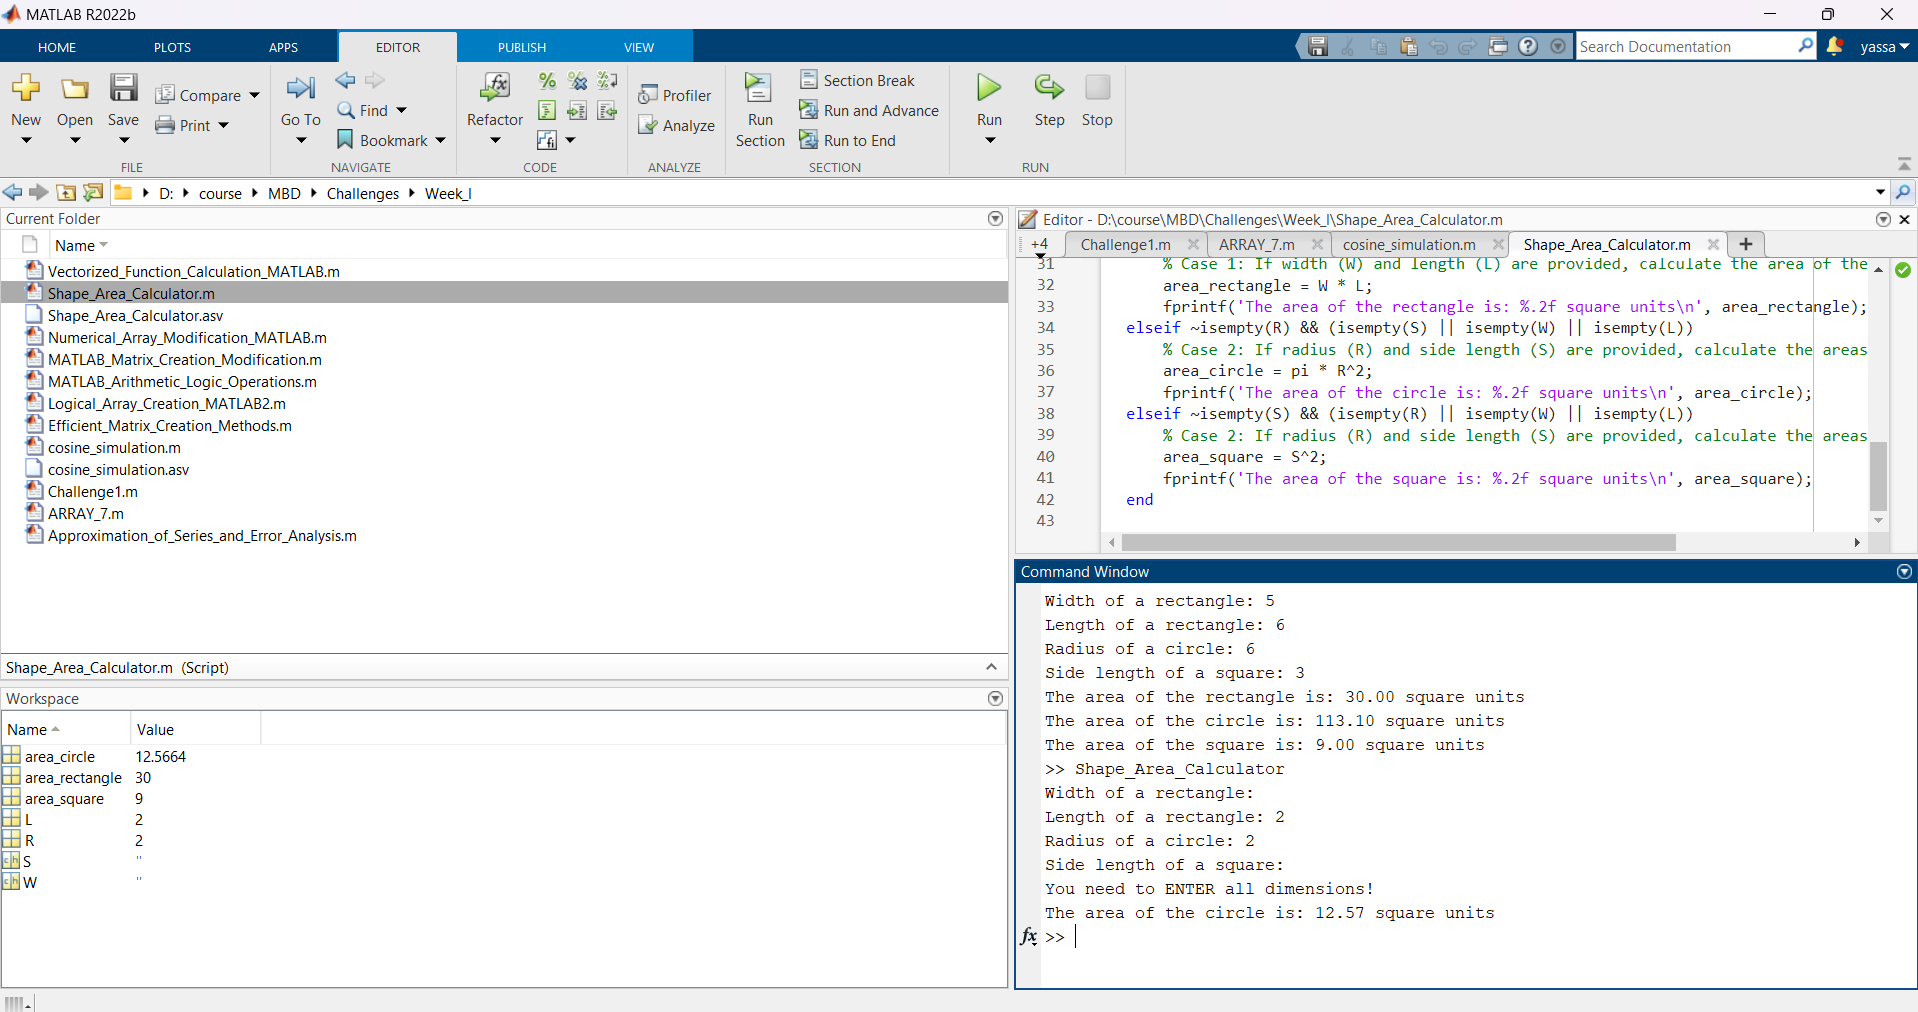 MATLAB R2022b
HOME PLOTS APPS EDITOR PUBLISH VIEW
Search Documentation
yassa
New
Open
Save
Compare
Print
FILE
Go To
Find
Bookmark
NAVIGATE
Refactor
CODE
Profiler
Analyze
ANALYZE
Run
Section
Section Break
Run and Advance
Run to End
SECTION
Run
Step
Stop
RUN
D: course MBD Challenges Week_I
Current Folder
Name
Vectorized_Function_Calculation_MATLAB.m
Shape_Area_Calculator.m
Shape_Area_Calculator.asv
Numerical_Array_Modification_MATLAB.m
MATLAB_Matrix_Creation_Modification.m
MATLAB_Arithmetic_Logic_Operations.m
Logical_Array_Creation_MATLAB2.m
Efficient_Matrix_Creation_Methods.m
cosine_simulation.m
cosine_simulation.asv
Challenge1.m
ARRAY_7.m
Approximation_of_Series_and_Error_Analysis.m
Shape_Area_Calculator.m (Script)
Workspace
Name Value
area_circle 12.5664
area_rectangle 30
area_square 9
L 2
R 2
S ''
W ''
Editor - D:\course\MBD\Challenges\Week_I\Shape_Area_Calculator.m
+4 Challenge1.m ARRAY_7.m cosine_simulation.m Shape_Area_Calculator.m
31 % Case 1: If width (W) and length (L) are provided, calculate the area of the
32 area_rectangle = W * L;
33 fprintf('The area of the rectangle is: %.2f square units\n', area_rectangle);
34 elseif ~isempty(R) && (isempty(S) || isempty(W) || isempty(L))
35 % Case 2: If radius (R) and side length (S) are provided, calculate the areas
36 area_circle = pi * R^2;
37 fprintf('The area of the circle is: %.2f square units\n', area_circle);
38 elseif ~isempty(S) && (isempty(R) || isempty(W) || isempty(L))
39 % Case 2: If radius (R) and side length (S) are provided, calculate the areas
40 area_square = S^2;
41 fprintf('The area of the square is: %.2f square units\n', area_square);
42 end
43
Command Window
Width of a rectangle: 5
Length of a rectangle: 6
Radius of a circle: 6
Side length of a square: 3
The area of the rectangle is: 30.00 square units
The area of the circle is: 113.10 square units
The area of the square is: 9.00 square units
>> Shape_Area_Calculator
Width of a rectangle:
Length of a rectangle: 2
Radius of a circle: 2
Side length of a square:
You need to ENTER all dimensions!
The area of the circle is: 12.57 square units
fx >>